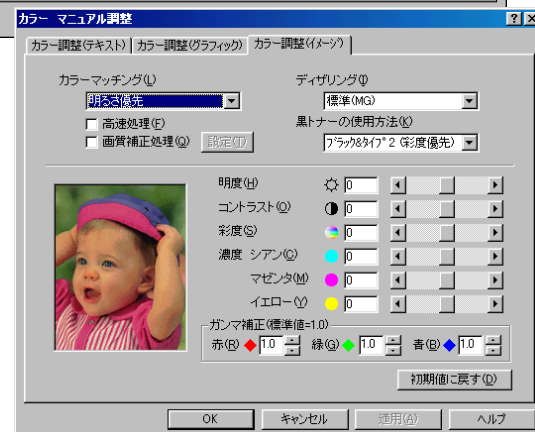 カラー マニュアル調整
カラー調整(テキスト) カラー調整(グラフィック) カラー調整(イメージ)
カラーマッチング(L) ディザリング(I)
明るさ優先 標準(MG)
高速処理(F) 黒トナーの使用方法(K)
画質補正処理(Q) 設定(T) ブラック&タイプ2 (彩度優先)
明度(H) 0
コントラスト(O) 0
彩度(S) 0
濃度 シアン(C) 0
マゼンタ(M) 0
イエロー(Y) 0
ガンマ補正(標準値=1.0)
赤(R) 1.0 緑(G) 1.0 青(B) 1.0
初期値に戻す(D)
OK キャンセル 適用(A) ヘルプ